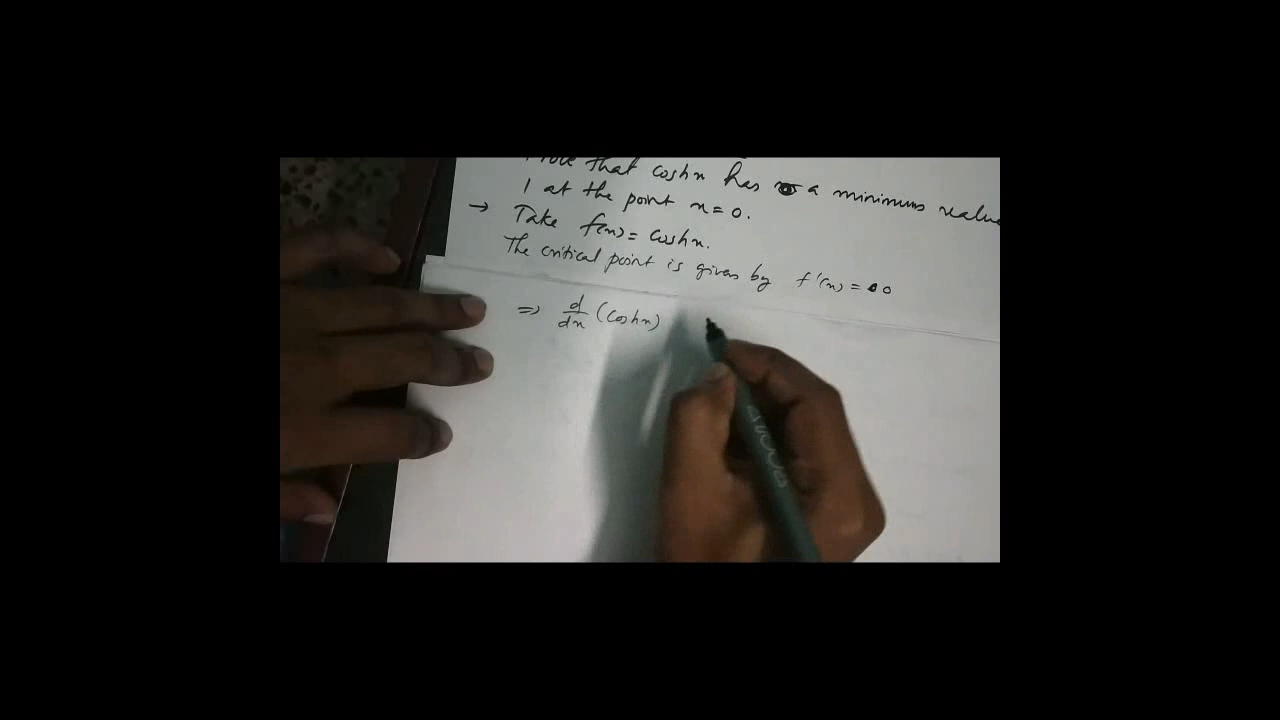 that coshx has a minimum value
1 at the point x=0.
→ Take f(x)= coshx.
The critical point is given by f'(x) = 0
⇒ d/dx (coshx)